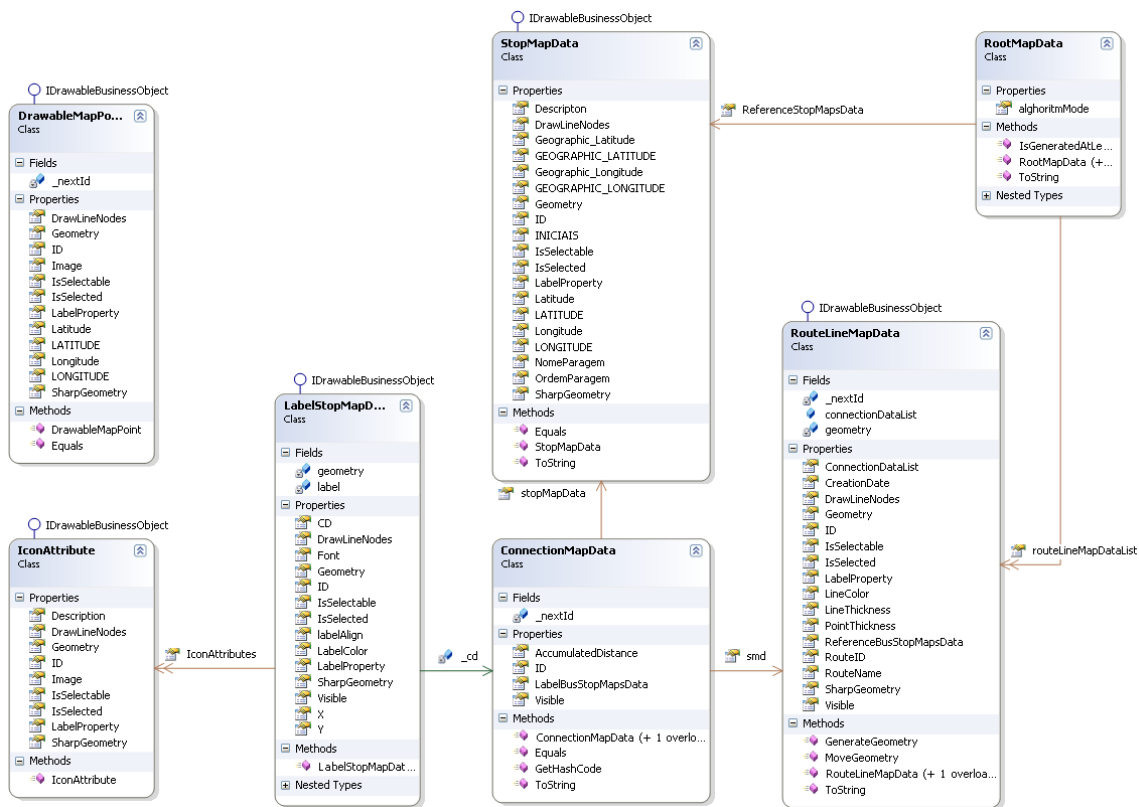 IDrawableBusinessObject
DrawableMapPo...
Class
Fields
_nextId
Properties
DrawLineNodes
Geometry
ID
Image
IsSelectable
IsSelected
LabelProperty
Latitude
LATITUDE
Longitude
LONGITUDE
SharpGeometry
Methods
DrawableMapPoint
Equals
IDrawableBusinessObject
IconAttribute
Class
Properties
Description
DrawLineNodes
Geometry
ID
Image
IsSelectable
IsSelected
LabelProperty
SharpGeometry
Methods
IconAttribute
IconAttributes
IDrawableBusinessObject
LabelStopMapD...
Class
Fields
geometry
label
Properties
CD
DrawLineNodes
Font
Geometry
ID
IsSelectable
IsSelected
labelAlign
LabelColor
LabelProperty
SharpGeometry
Visible
X
Y
Methods
LabelStopMapDat...
Nested Types
_cd
IDrawableBusinessObject
StopMapData
Class
Properties
Descripton
DrawLineNodes
Geographic_Latitude
GEOGRAPHIC_LATITUDE
Geographic_Longitude
GEOGRAPHIC_LONGITUDE
Geometry
ID
INICIAIS
IsSelectable
IsSelected
LabelProperty
Latitude
LATITUDE
Longitude
LONGITUDE
NomeParagem
OrdemParagem
SharpGeometry
Methods
Equals
StopMapData
ToString
stopMapData
ConnectionMapData
Class
Fields
_nextId
Properties
AccumulatedDistance
ID
LabelBusStopMapsData
Visible
Methods
ConnectionMapData (+ 1 overlo...
Equals
GetHashCode
ToString
smd
ReferenceStopMapsData
RootMapData
Class
Properties
alghoritmMode
Methods
IsGeneratedAtLe...
RootMapData (+...
ToString
Nested Types
routeLineMapDataList
IDrawableBusinessObject
RouteLineMapData
Class
Fields
_nextId
connectionDataList
geometry
Properties
ConnectionDataList
CreationDate
DrawLineNodes
Geometry
ID
IsSelectable
IsSelected
LabelProperty
LineColor
LineThickness
PointThickness
ReferenceBusStopMapsData
RouteID
RouteName
SharpGeometry
Visible
Methods
GenerateGeometry
MoveGeometry
RouteLineMapData (+ 1 overloa...
ToString